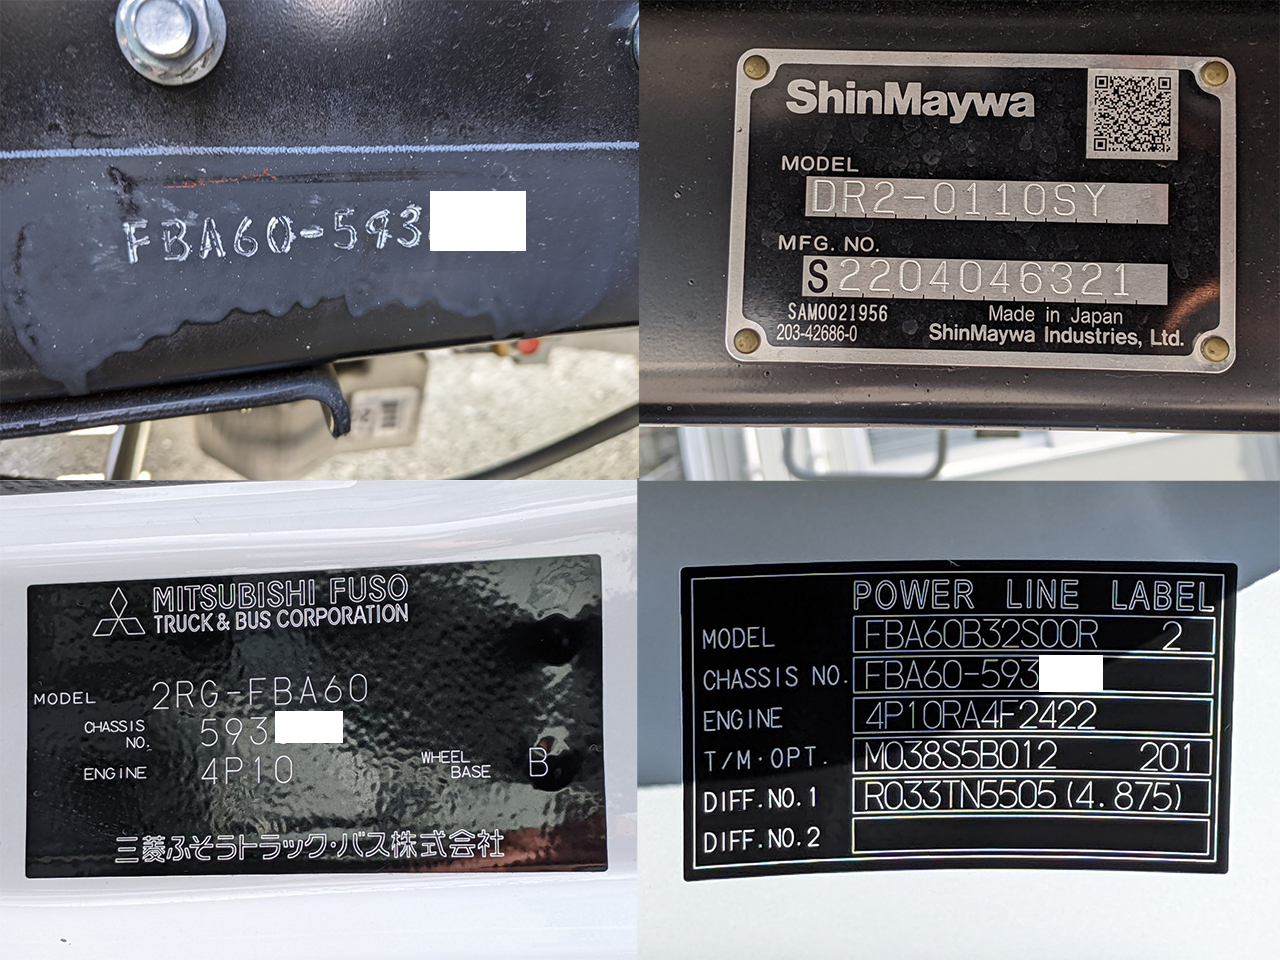 FBA60-593
ShinMaywa
MODEL
DR2-0110SY
MFG. NO.
S2204046321
SAM0021956
Made in Japan
203-42686-0
ShinMaywa Industries, Ltd.
MITSUBISHI FUSO
TRUCK & BUS CORPORATION
MODEL 2RG-FBA60
CHASSIS NO. 593
ENGINE 4P10 WHEEL BASE B
三菱ふそうトラック・バス株式会社
POWER LINE LABEL
MODEL FBA60B32S00R 2
CHASSIS NO. FBA60-593
ENGINE 4P10RA4F2422
T/M・OPT. M038S5B012 201
DIFF.NO.1 R033TN5505(4.875)
DIFF.NO.2